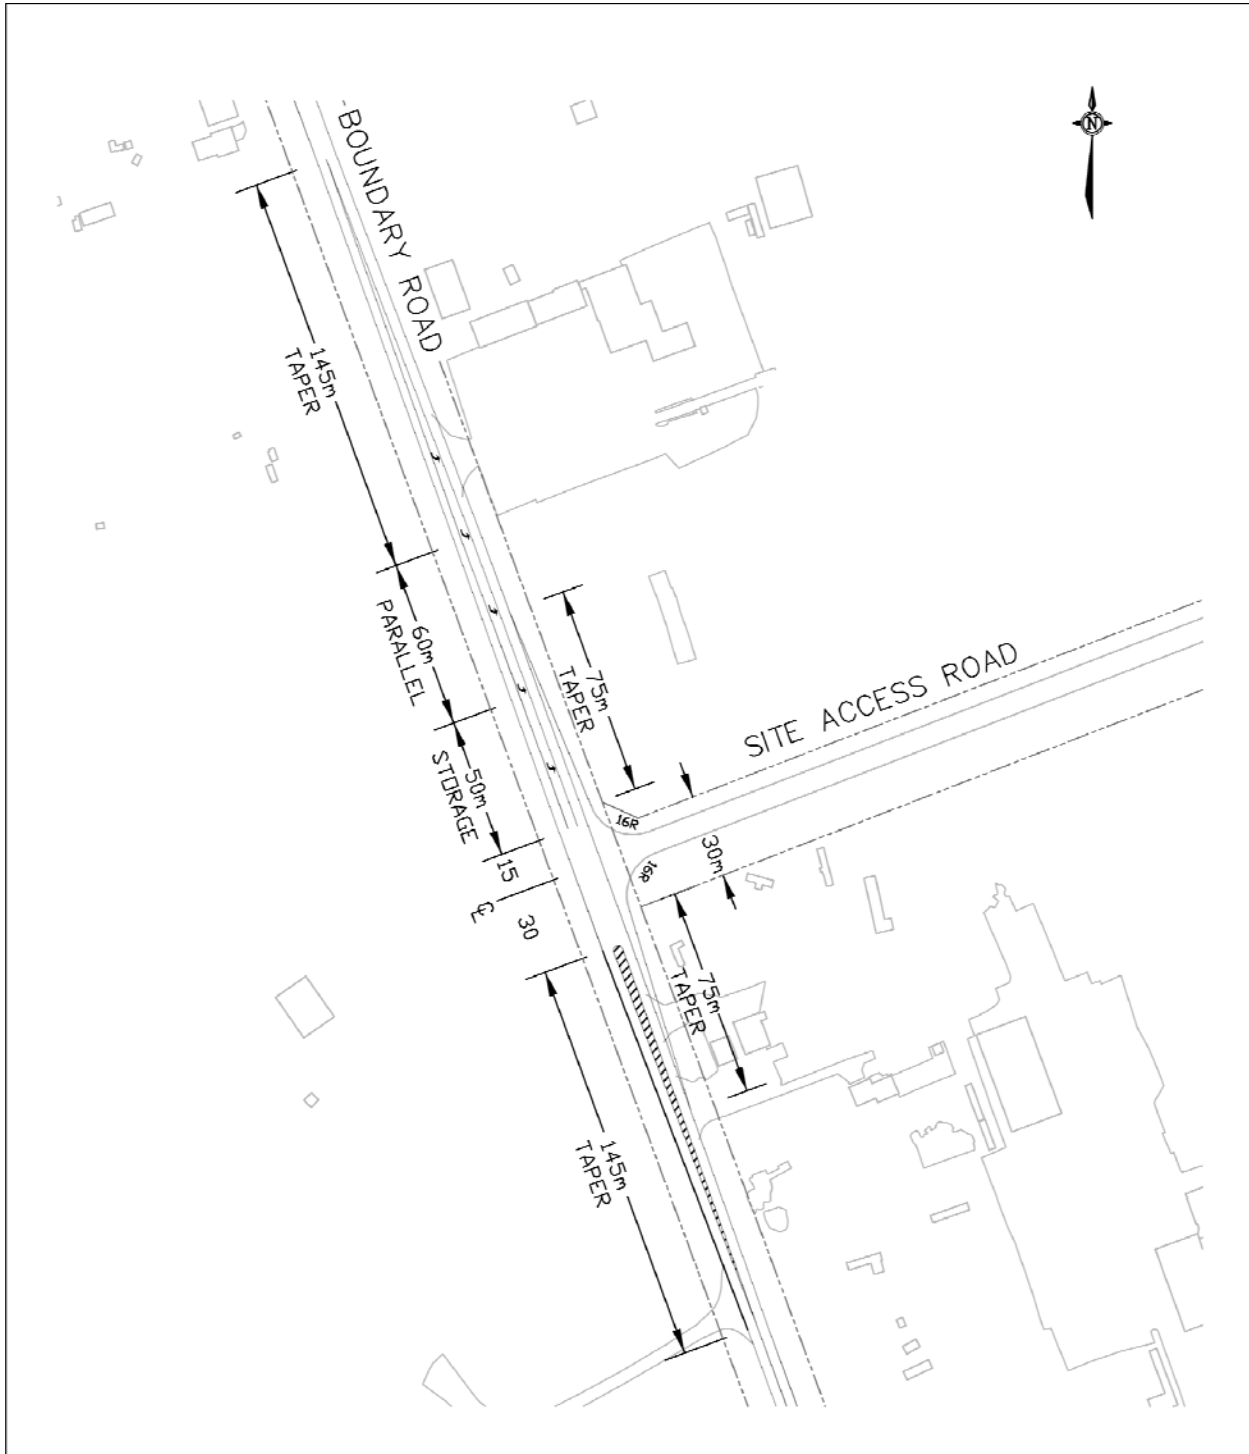 N
BOUNDARY ROAD
145m
TAPER
60m
PARALLEL
75m
TAPER
SITE ACCESS ROAD
50m
STORAGE
16R
30m
16R
15
℄
30
75m
TAPER
145m
TAPER